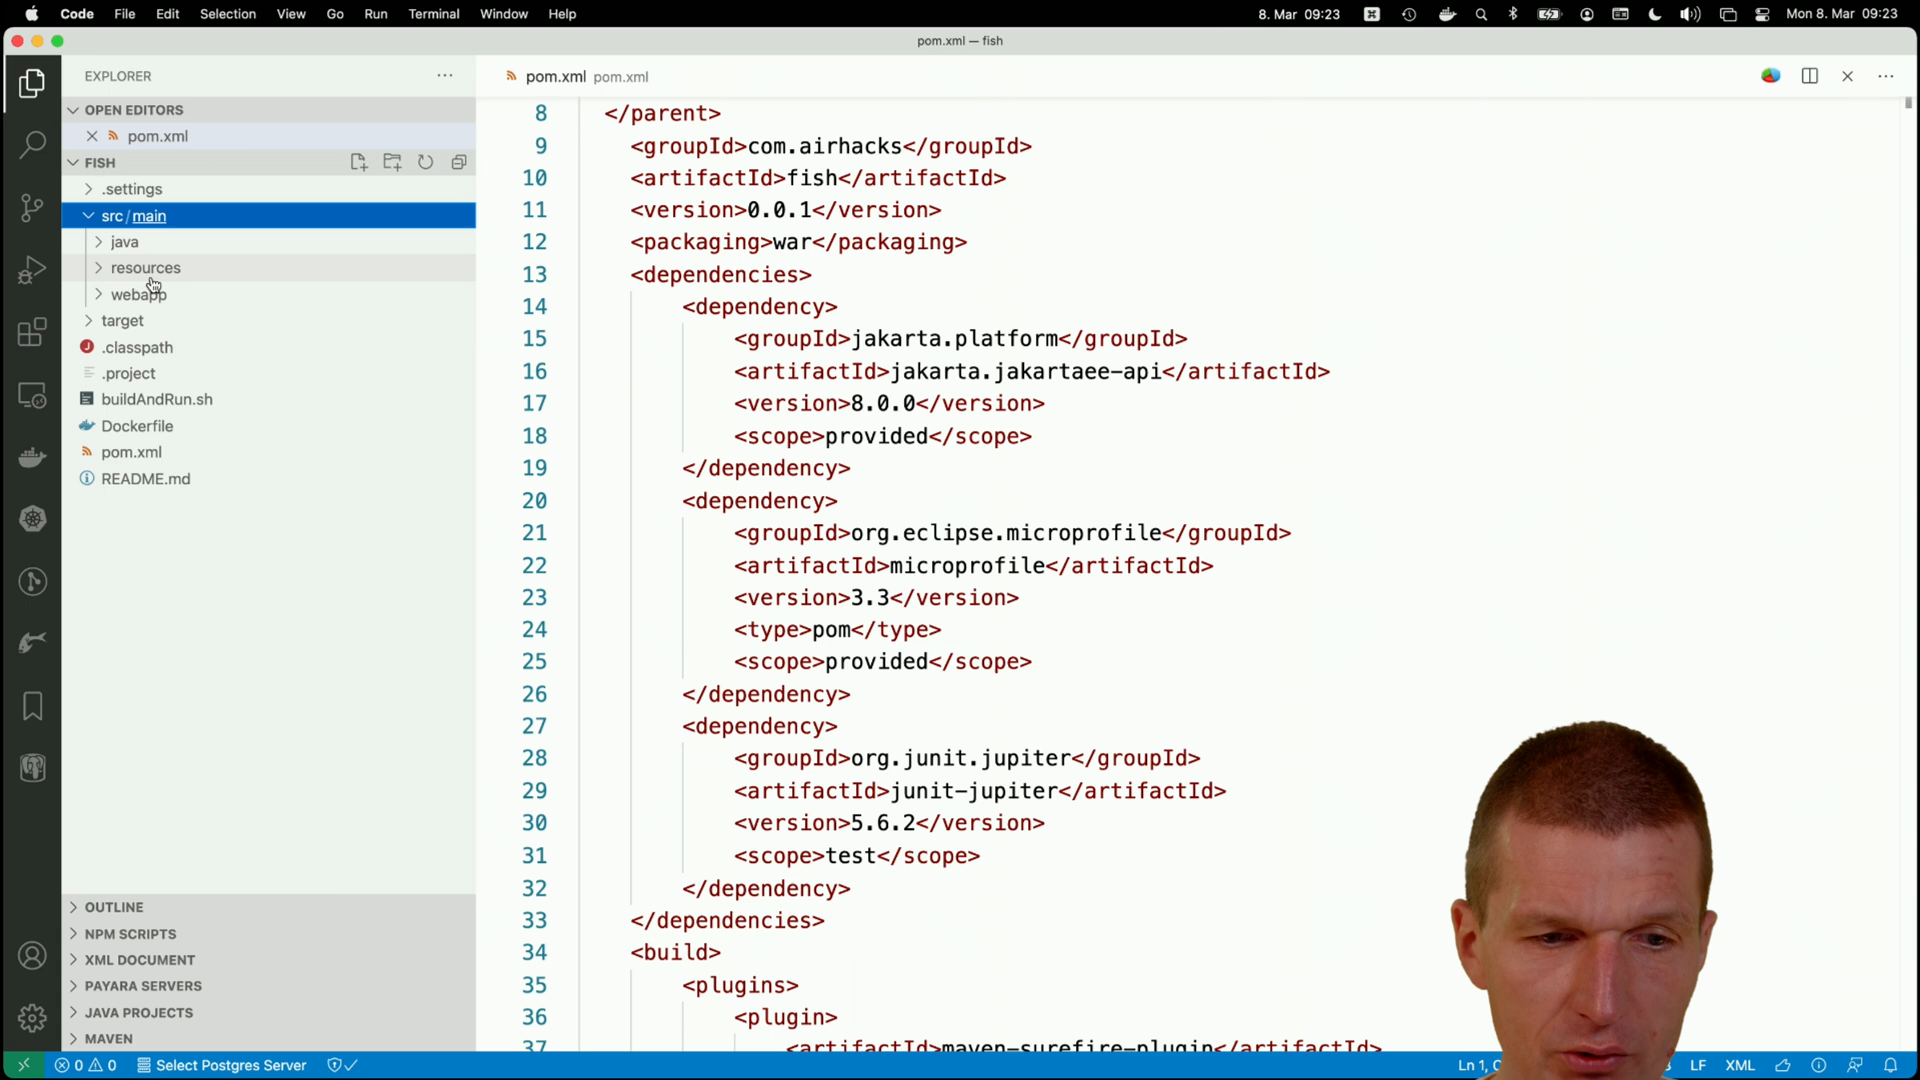 Code File Edit Selection View Go Run Terminal Window Help 8. Mar 09:23 Mon 8. Mar 09:23
pom.xml — fish
EXPLORER
OPEN EDITORS
pom.xml
FISH
.settings
src/main
java
resources
webapp
target
.classpath
.project
buildAndRun.sh
Dockerfile
pom.xml
README.md
OUTLINE
NPM SCRIPTS
XML DOCUMENT
PAYARA SERVERS
JAVA PROJECTS
MAVEN
pom.xml pom.xml
8 </parent>
9 <groupId>com.airhacks</groupId>
10 <artifactId>fish</artifactId>
11 <version>0.0.1</version>
12 <packaging>war</packaging>
13 <dependencies>
14 <dependency>
15 <groupId>jakarta.platform</groupId>
16 <artifactId>jakarta.jakartaee-api</artifactId>
17 <version>8.0.0</version>
18 <scope>provided</scope>
19 </dependency>
20 <dependency>
21 <groupId>org.eclipse.microprofile</groupId>
22 <artifactId>microprofile</artifactId>
23 <version>3.3</version>
24 <type>pom</type>
25 <scope>provided</scope>
26 </dependency>
27 <dependency>
28 <groupId>org.junit.jupiter</groupId>
29 <artifactId>junit-jupiter</artifactId>
30 <version>5.6.2</version>
31 <scope>test</scope>
32 </dependency>
33 </dependencies>
34 <build>
35 <plugins>
36 <plugin>
37 <artifactId>maven-surefire-plugin</artifactId>
0 0 Select Postgres Server Ln 1, LF XML